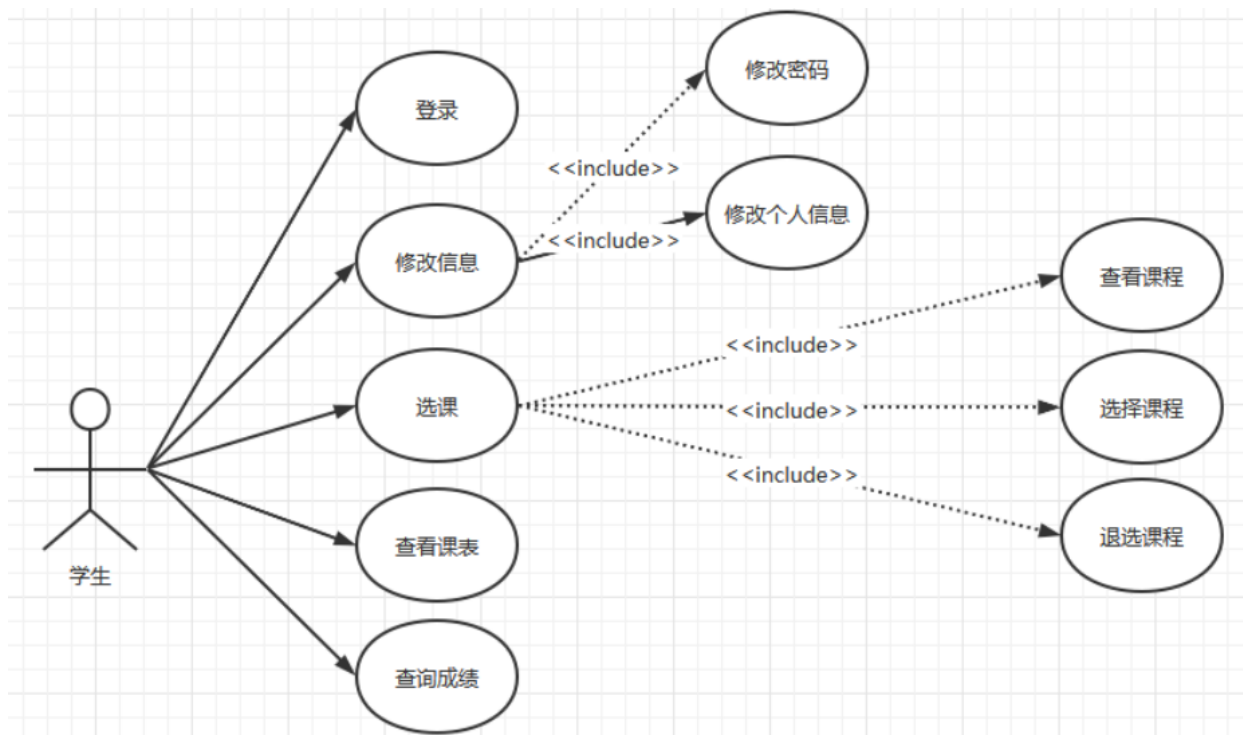 修改密码
登录
<<include>>
修改个人信息
<<include>>
修改信息
查看课程
<<include>>
选课
<<include>>
选择课程
<<include>>
退选课程
查看课表
学生
查询成绩